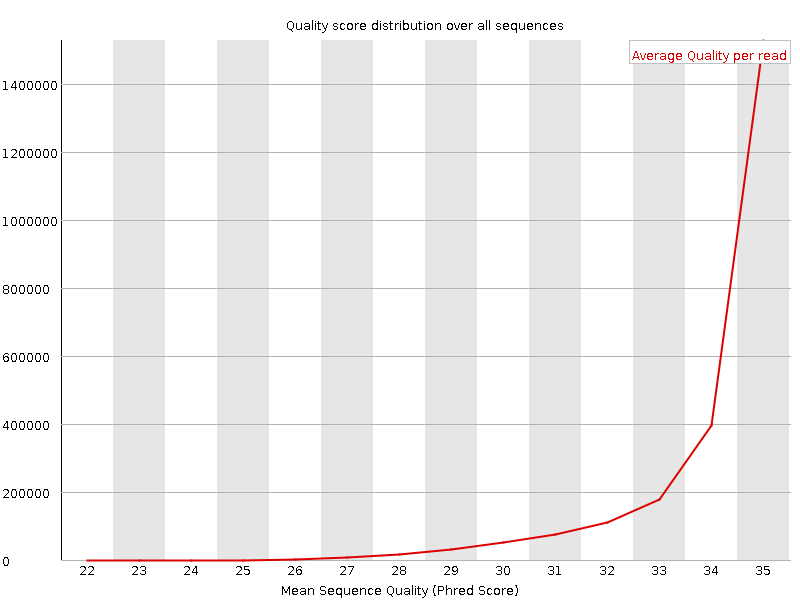 Quality score distribution over all sequences
Average Quality per read
1400000
1200000
1000000
800000
600000
400000
200000
0
22 23 24 25 26 27 28 29 30 31 32 33 34 35
Mean Sequence Quality (Phred Score)